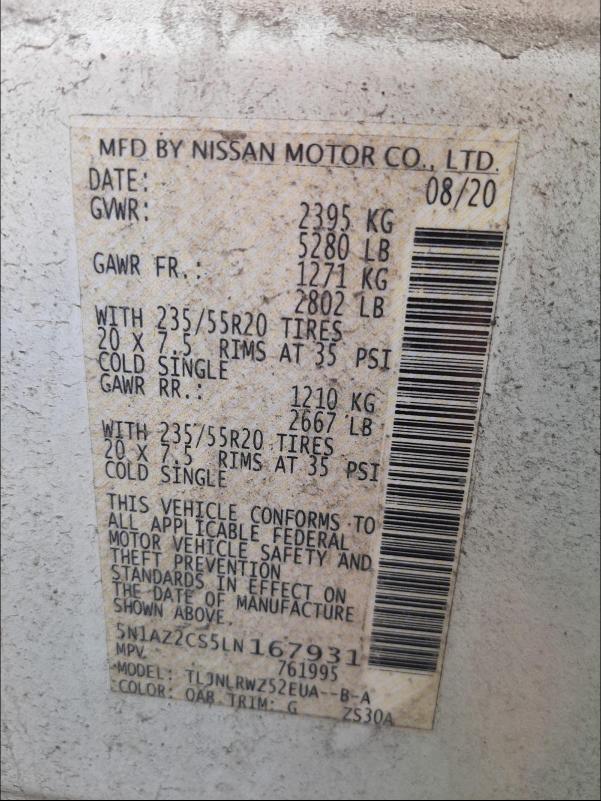 MFD BY NISSAN MOTOR CO., LTD.
DATE: 08/20
GVWR: 2395 KG
5280 LB
GAWR FR.: 1271 KG
2802 LB
WITH 235/55R20 TIRES
20 X 7.5 RIMS AT 35 PSI
COLD SINGLE
GAWR RR.: 1210 KG
2667 LB
WITH 235/55R20 TIRES
20 X 7.5 RIMS AT 35 PSI
COLD SINGLE
THIS VEHICLE CONFORMS TO
ALL APPLICABLE FEDERAL
MOTOR VEHICLE SAFETY AND
THEFT PREVENTION
STANDARDS IN EFFECT ON
THE DATE OF MANUFACTURE
SHOWN ABOVE.
5N1AZ2CS5LN167931
MPV 761995
MODEL: TLJNLRWZ52EUA--B-A
COLOR: QAB TRIM: G ZS30A